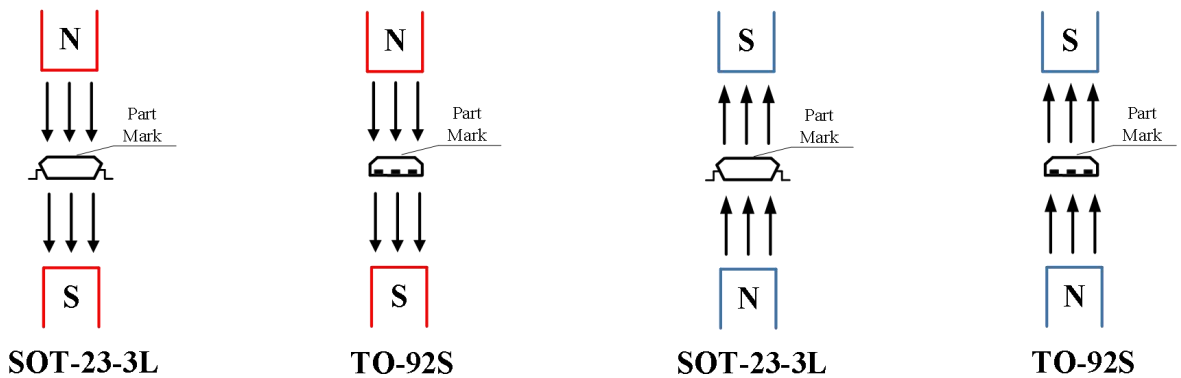 N
N
S
S
Part
Mark
Part
Mark
Part
Mark
Part
Mark
S
S
N
N
SOT-23-3L
TO-92S
SOT-23-3L
TO-92S